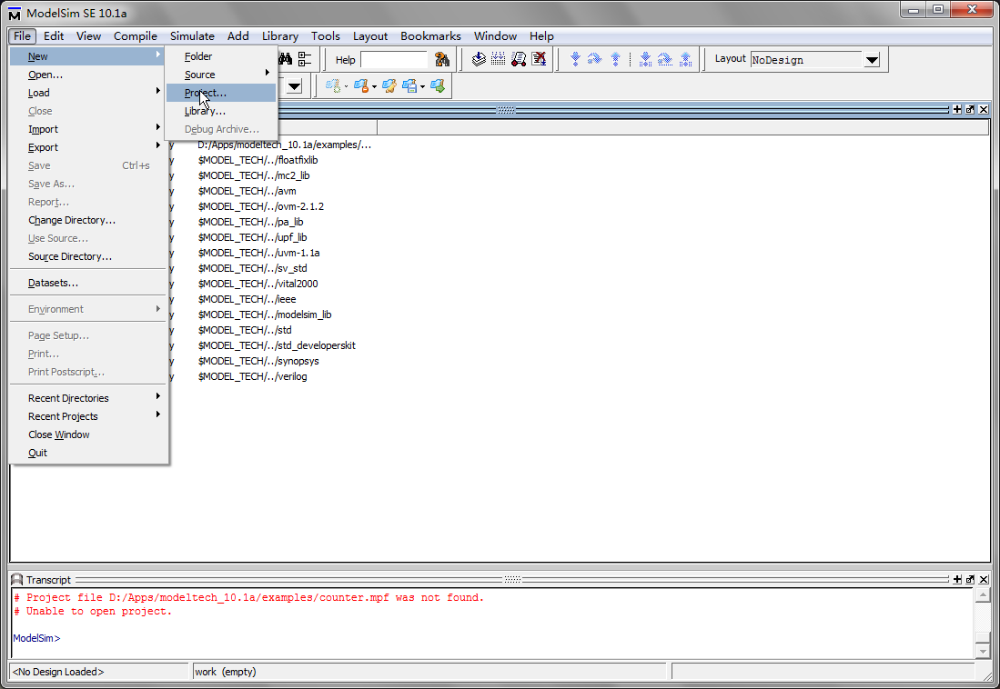 ModelSim SE 10.1a
File Edit View Compile Simulate Add Library Tools Layout Bookmarks Window Help
New
Open...
Load
Close
Import
Export
Save Ctrl+s
Save As...
Report...
Change Directory...
Use Source...
Source Directory...
Datasets...
Environment
Page Setup...
Print...
Print Postscript...
Recent Directories
Recent Projects
Close Window
Quit
Folder
Source
Project...
Library...
Debug Archive...
Help
Layout NoDesign
y D:/Apps/modeltech_10.1a/examples/...
y $MODEL_TECH/../floatfixlib
y $MODEL_TECH/../mc2_lib
y $MODEL_TECH/../avm
y $MODEL_TECH/../ovm-2.1.2
y $MODEL_TECH/../pa_lib
y $MODEL_TECH/../upf_lib
y $MODEL_TECH/../uvm-1.1a
y $MODEL_TECH/../sv_std
y $MODEL_TECH/../vital2000
y $MODEL_TECH/../ieee
y $MODEL_TECH/../modelsim_lib
y $MODEL_TECH/../std
y $MODEL_TECH/../std_developerskit
y $MODEL_TECH/../synopsys
y $MODEL_TECH/../verilog
Transcript
# Project file D:/Apps/modeltech_10.1a/examples/counter.mpf was not found.
# Unable to open project.
ModelSim>
<No Design Loaded> work (empty)